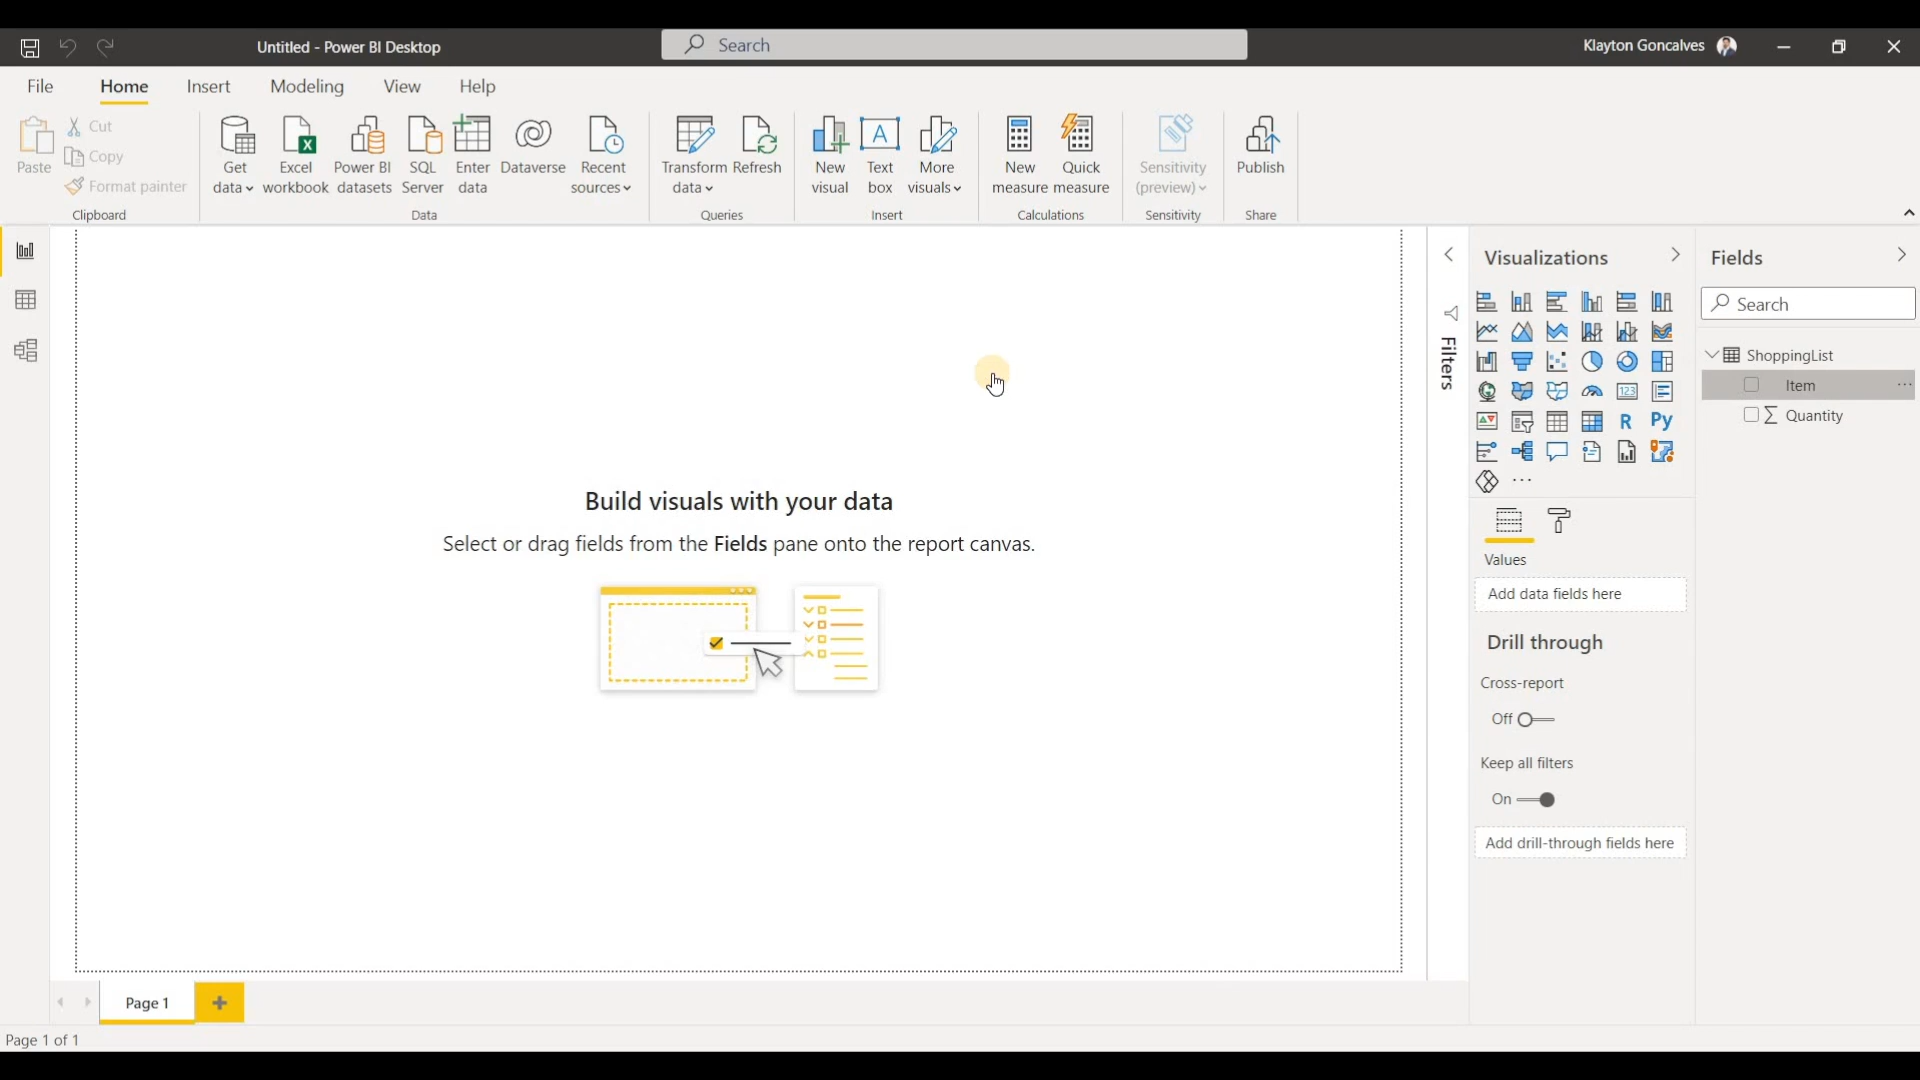 Untitled - Power BI Desktop
Search
Klayton Goncalves
File Home Insert Modeling View Help
Paste
Cut
Copy
Format painter
Clipboard
Get data
Excel workbook
Power BI datasets
SQL Server
Enter data
Dataverse
Recent sources
Data
Transform data
Refresh
Queries
New visual
Text box
More visuals
Insert
New measure
Quick measure
Calculations
Sensitivity (preview)
Sensitivity
Publish
Share
Build visuals with your data
Select or drag fields from the Fields pane onto the report canvas.
Filters
Visualizations
123
R
Py
Values
Add data fields here
Drill through
Cross-report
Off
Keep all filters
On
Add drill-through fields here
Fields
Search
ShoppingList
Item
Σ Quantity
Page 1
Page 1 of 1